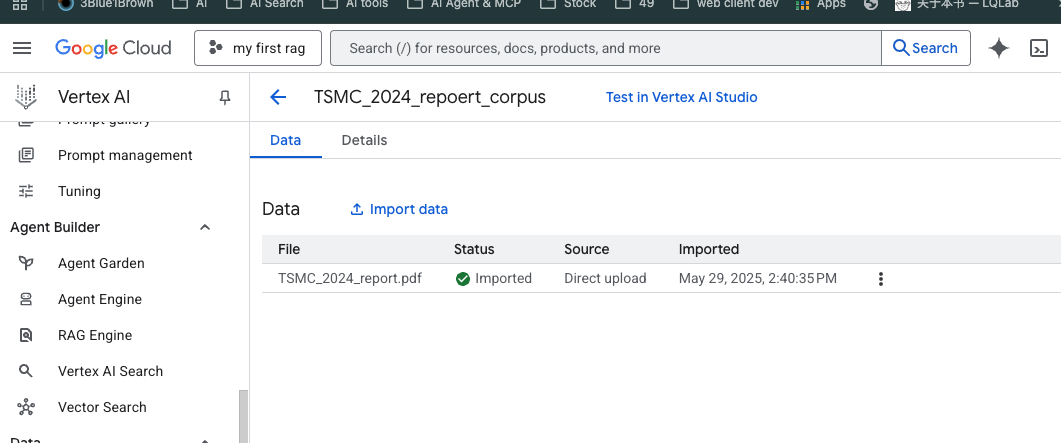 3Blue1Brown AI AI Search AI tools AI Agent & MCP Stock 49 web client dev Apps 关于本书 — LQLab
Google Cloud my first rag Search (/) for resources, docs, products, and more Search
Vertex AI TSMC_2024_repoert_corpus Test in Vertex AI Studio
Prompt gallery
Data Details
Prompt management
Tuning
Data Import data
Agent Builder
File Status Source Imported
Agent Garden
TSMC_2024_report.pdf Imported Direct upload May 29, 2025, 2:40:35 PM
Agent Engine
RAG Engine
Vertex AI Search
Vector Search
Data